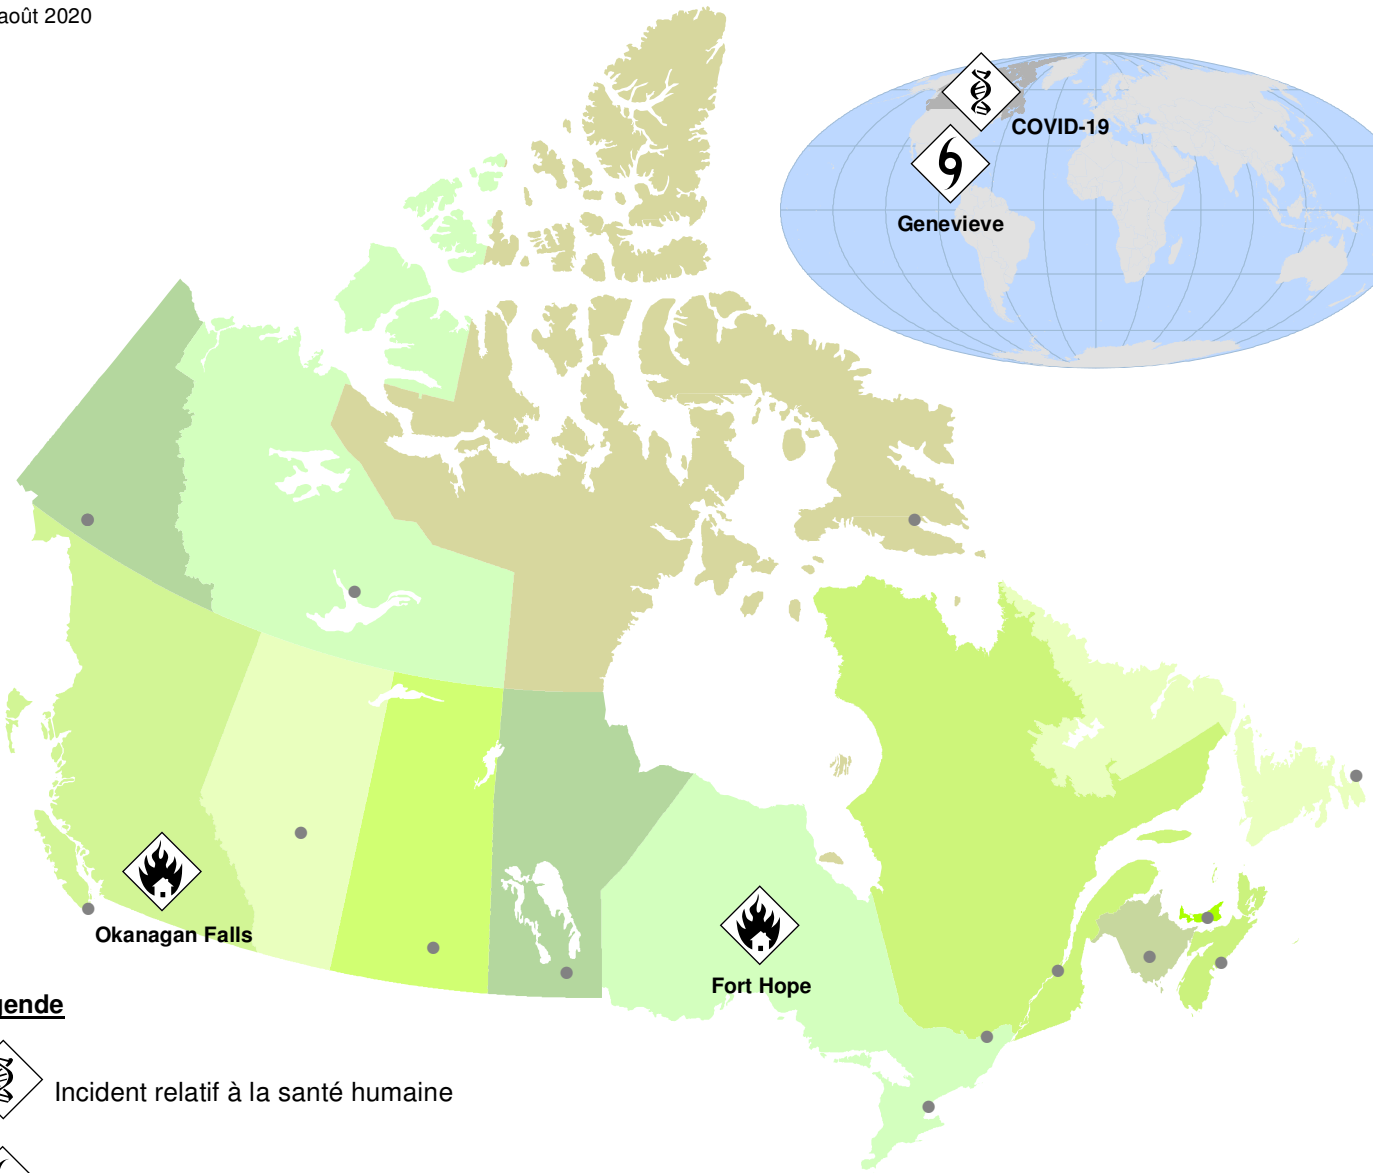 août 2020
COVID-19
Genevieve
Okanagan Falls
Fort Hope
gende
Incident relatif à la santé humaine